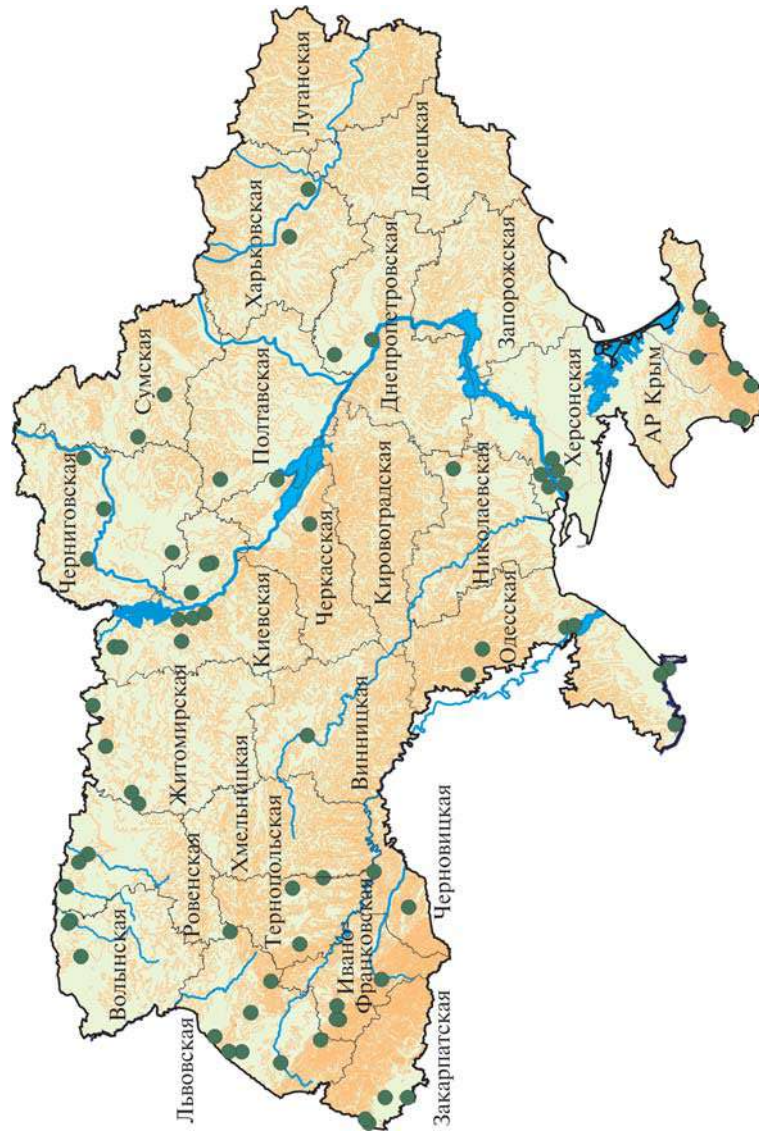 Волынская
Ровенская
Житомирская
Черниговская
Сумская
Львовская
Тернопольская
Хмельницкая
Киевская
Полтавская
Харьковская
Луганская
Закарпатская
Ивано
Франковская
Черновицкая
Винницкая
Черкасская
Кировоградская
Днепропетровская
Донецкая
Одесская
Николаевская
Запорожская
Херсонская
АР Крым